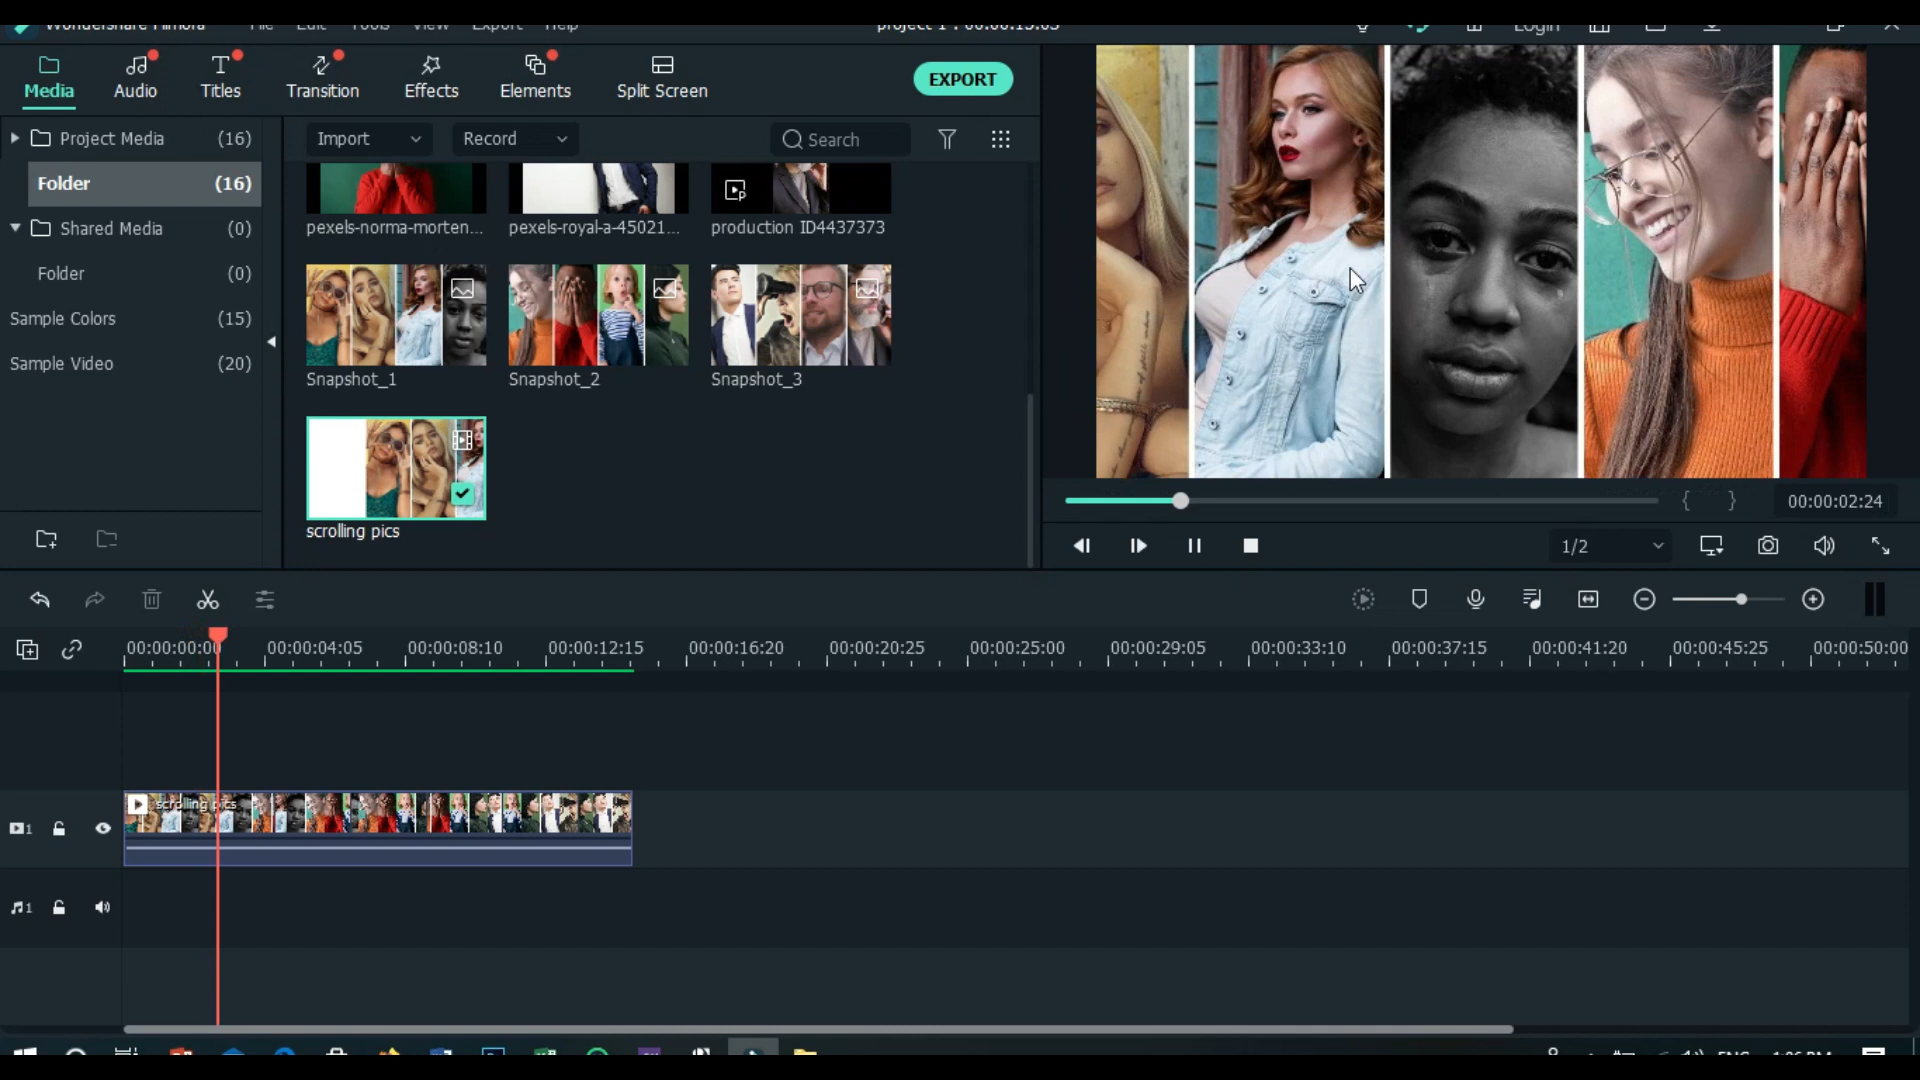 Wondershare Filmora File Edit Tools View Export Help project 1 : 00:00:15:05 Login
Media Audio Titles Transition Effects Elements Split Screen EXPORT
Project Media (16)
Folder (16)
Shared Media (0)
Folder (0)
Sample Colors (15)
Sample Video (20)
Import Record Search
pexels-norma-morten... pexels-royal-a-45021... production ID4437373
Snapshot_1 Snapshot_2 Snapshot_3
scrolling pics
{ } 00:00:02:24
1/2
00:00:00:00 00:00:04:05 00:00:08:10 00:00:12:15 00:00:16:20 00:00:20:25 00:00:25:00 00:00:29:05 00:00:33:10 00:00:37:15 00:00:41:20 00:00:45:25 00:00:50:00
scrolling pics
1
1
ENG 1:06 PM